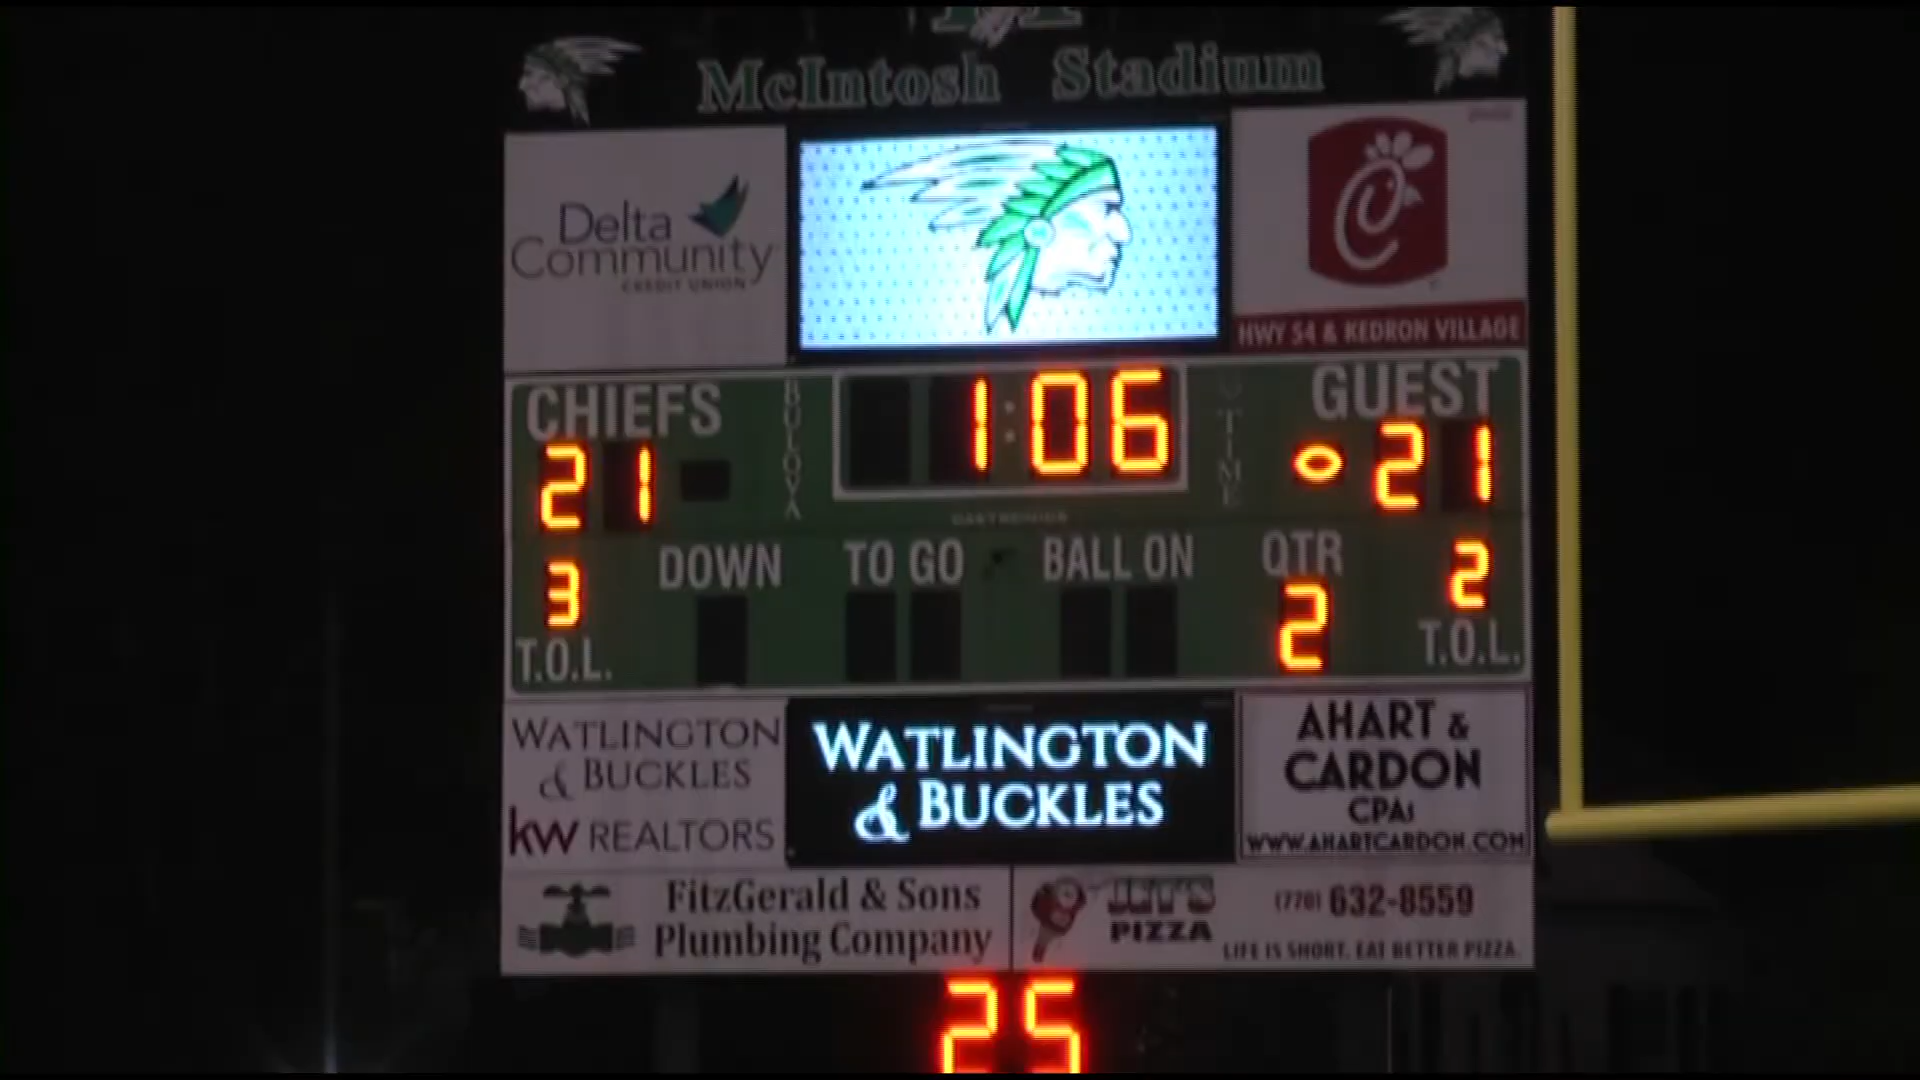 McIntosh Stadium
Delta
Community
CREDIT UNION
HWY 54 & KEDRON VILLAGE
CHIEFS
BULOVA
1:06
TIME
GUEST
21
21
DOWN
TO GO
BALL ON
QTR
3
2
2
T.O.L.
T.O.L.
WATLINGTON
& BUCKLES
kw REALTORS
WATLINGTON
& BUCKLES
AHART &
CARDON
CPAs
WWW.AHARTCARDON.COM
FitzGerald & Sons
Plumbing Company
JET'S
PIZZA
(770) 632-8559
LIFE IS SHORT. EAT BETTER PIZZA.
25